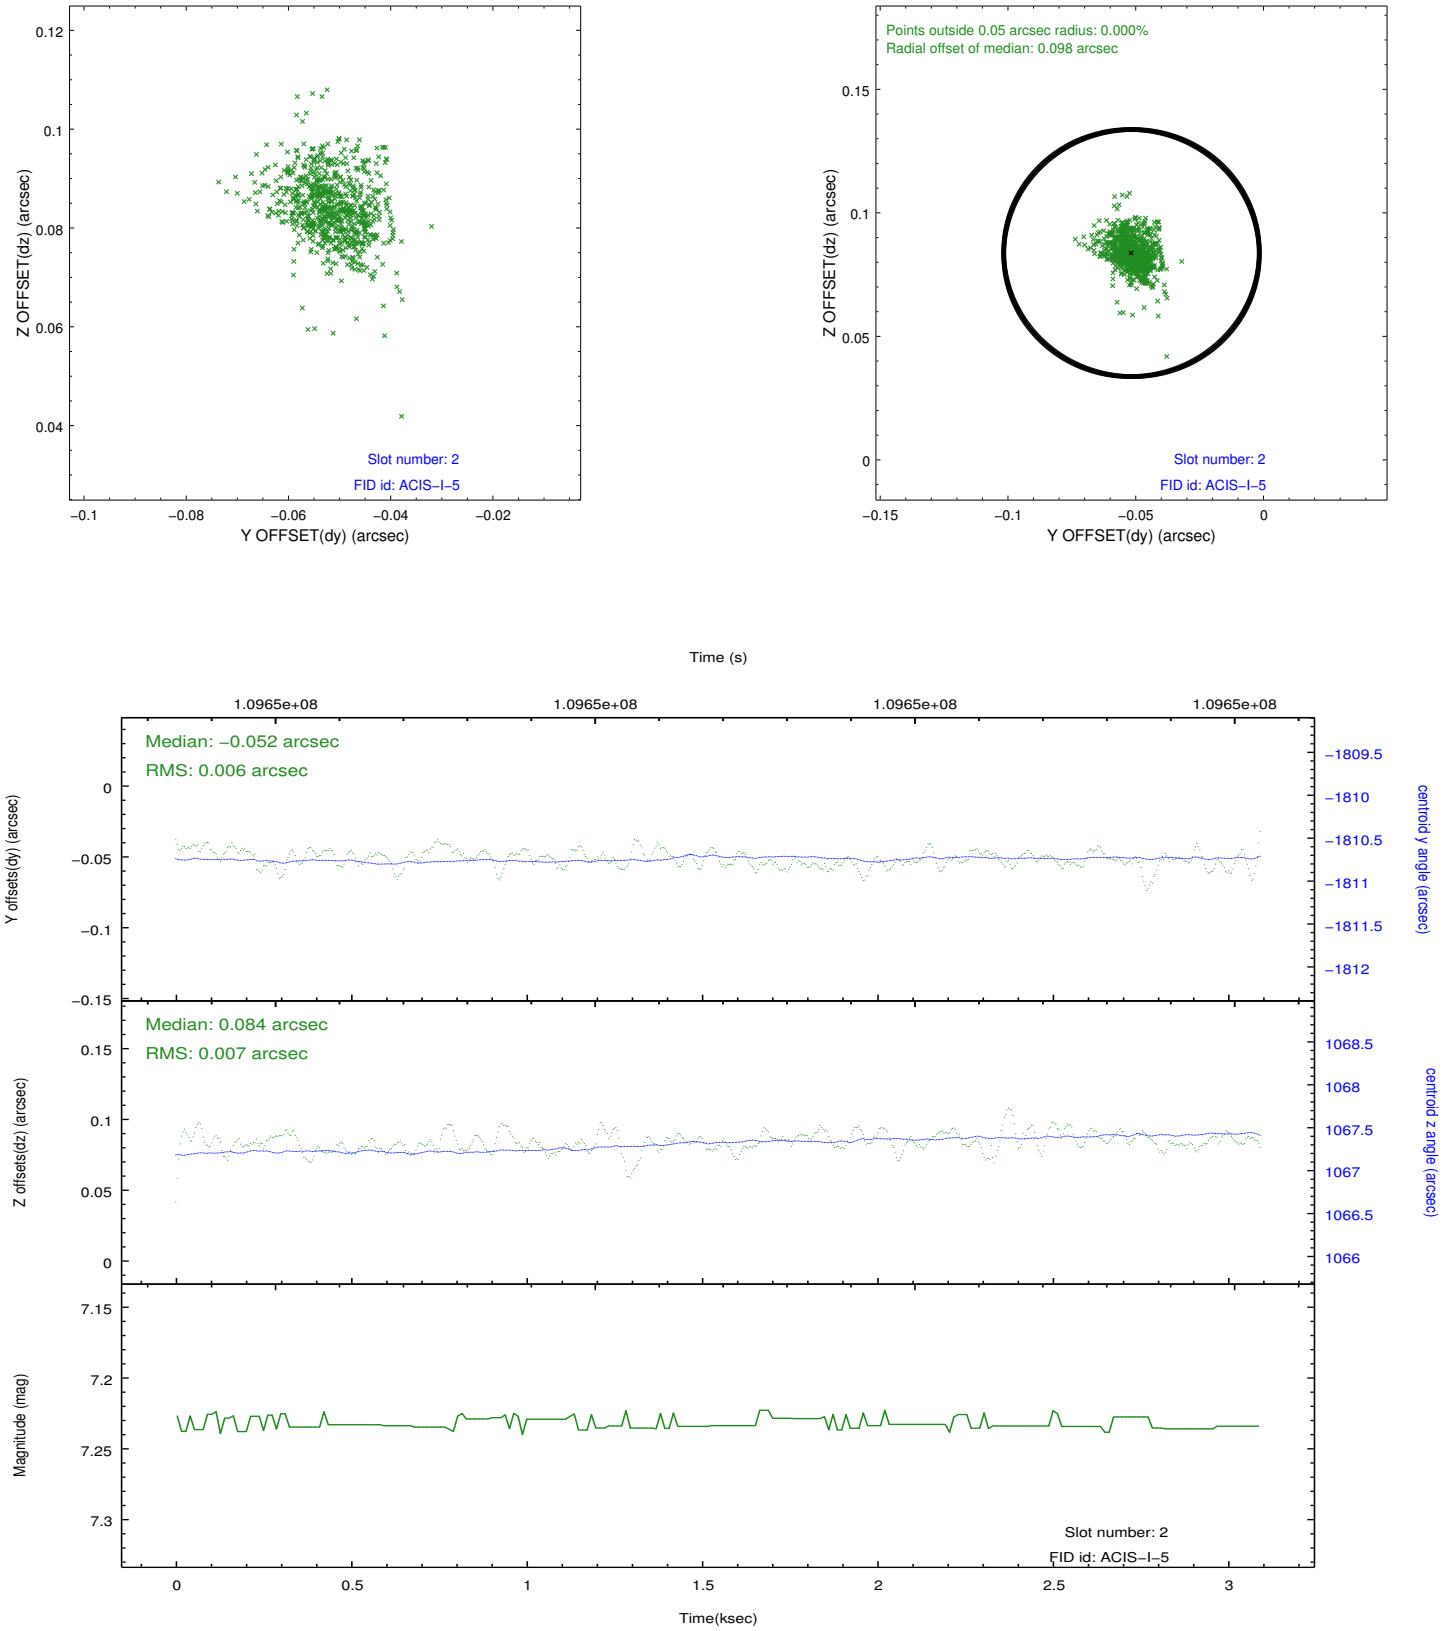 0.12
0.1
0.08
0.06
0.04
Z OFFSET(dz) (arcsec)
Slot number: 2
FID id: ACIS−I−5
−0.1
−0.08
−0.06
−0.04
−0.02
Y OFFSET(dy) (arcsec)
Points outside 0.05 arcsec radius: 0.000%
Radial offset of median: 0.098 arcsec
0.15
0.1
0.05
0
Z OFFSET(dz) (arcsec)
Slot number: 2
FID id: ACIS−I−5
−0.15
−0.1
−0.05
0
Y OFFSET(dy) (arcsec)
Time (s)
1.0965e+08
1.0965e+08
1.0965e+08
1.0965e+08
Median: −0.052 arcsec
RMS: 0.006 arcsec
0
−0.05
−0.1
−0.15
Y offsets(dy) (arcsec)
−1809.5
−1810
−1810.5
−1811
−1811.5
−1812
centroid y angle (arcsec)
Median: 0.084 arcsec
RMS: 0.007 arcsec
0.15
0.1
0.05
0
Z offsets(dz) (arcsec)
1068.5
1068
1067.5
1067
1066.5
1066
centroid z angle (arcsec)
7.15
7.2
7.25
7.3
Magnitude (mag)
Slot number: 2
FID id: ACIS−I−5
0
0.5
1
1.5
2
2.5
3
Time(ksec)